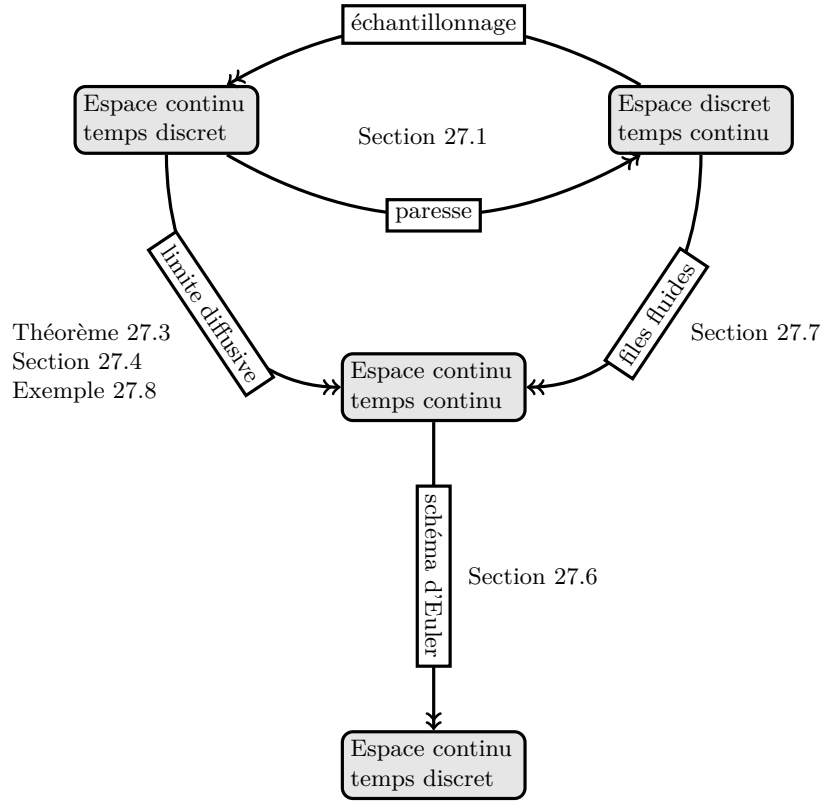 échantillonnage
Espace continu
temps discret
Espace discret
temps continu
Section 27.1
paresse
limite diffusive
files fluides
Théorème 27.3
Section 27.4
Exemple 27.8
Section 27.7
Espace continu
temps continu
schéma d'Euler
Section 27.6
Espace continu
temps discret